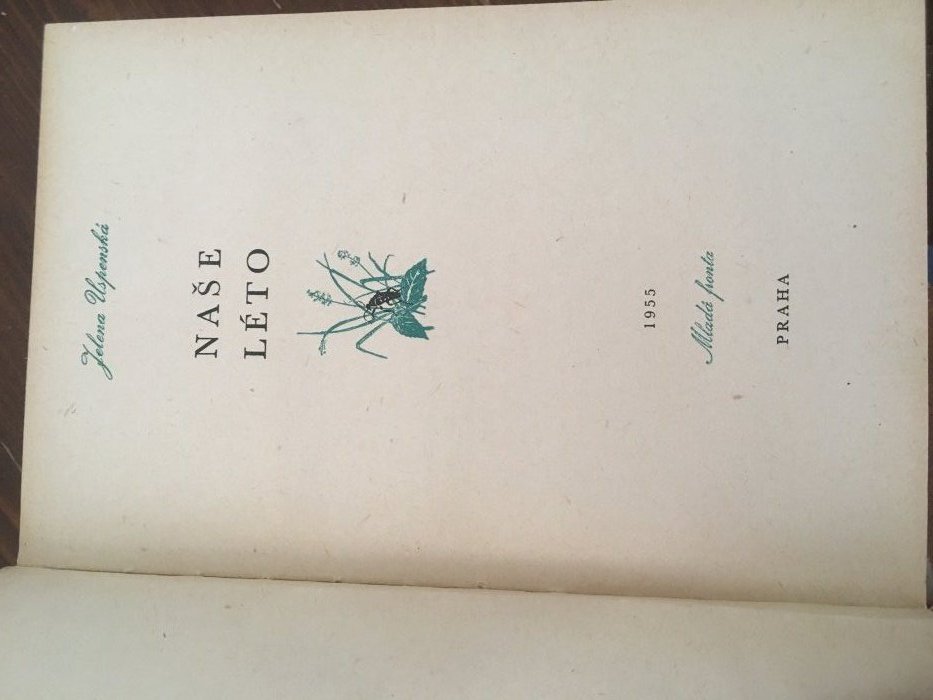 Jelena Uspenská
NAŠE
LÉTO
1955
Mladá fronta
PRAHA